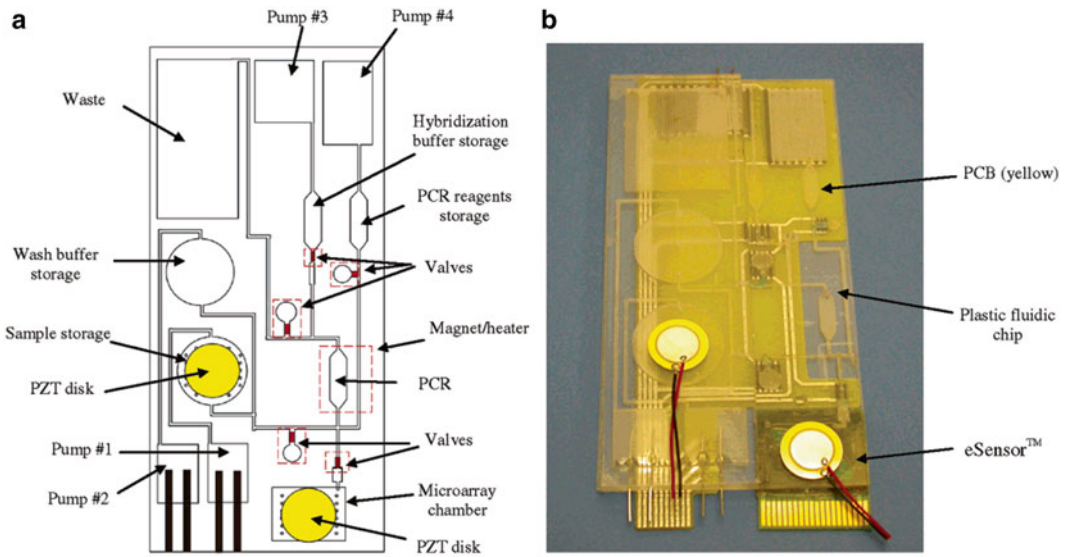 a
Pump #3
Pump #4
Waste
Hybridization
buffer storage
PCR reagents
storage
Wash buffer
storage
Valves
Sample storage
Magnet/heater
PZT disk
PCR
Pump #1
Valves
Pump #2
Microarray
chamber
PZT disk
b
PCB (yellow)
Plastic fluidic
chip
eSensor™